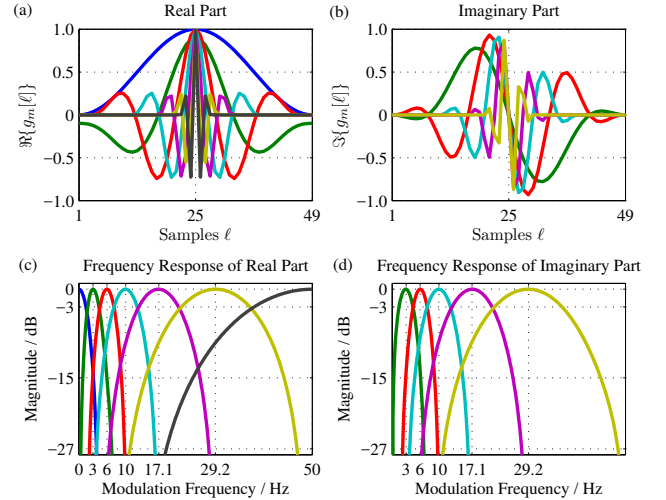 (a) Real Part
1.0
0.5
0.0
−0.5
−1.0
ℜ{g_m[ℓ]}
1 25 49
Samples ℓ
(b) Imaginary Part
1.0
0.5
0.0
−0.5
−1.0
ℑ{g_m[ℓ]}
1 25 49
Samples ℓ
(c) Frequency Response of Real Part
0
−3
−15
−27
Magnitude / dB
0 3 6 10 17.1 29.2 50
Modulation Frequency / Hz
(d) Frequency Response of Imaginary Part
0
−3
−15
−27
Magnitude / dB
3 6 10 17.1 29.2
Modulation Frequency / Hz